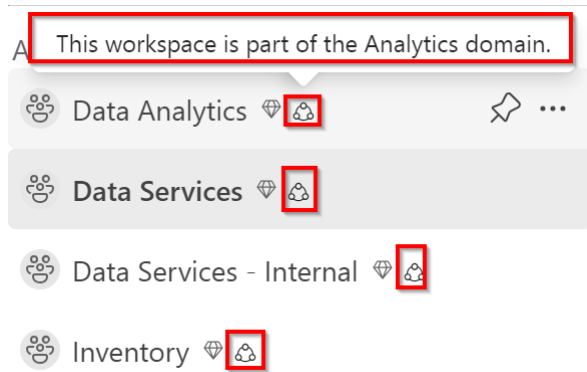 This workspace is part of the Analytics domain.
A
Data Analytics
Data Services
Data Services - Internal
Inventory